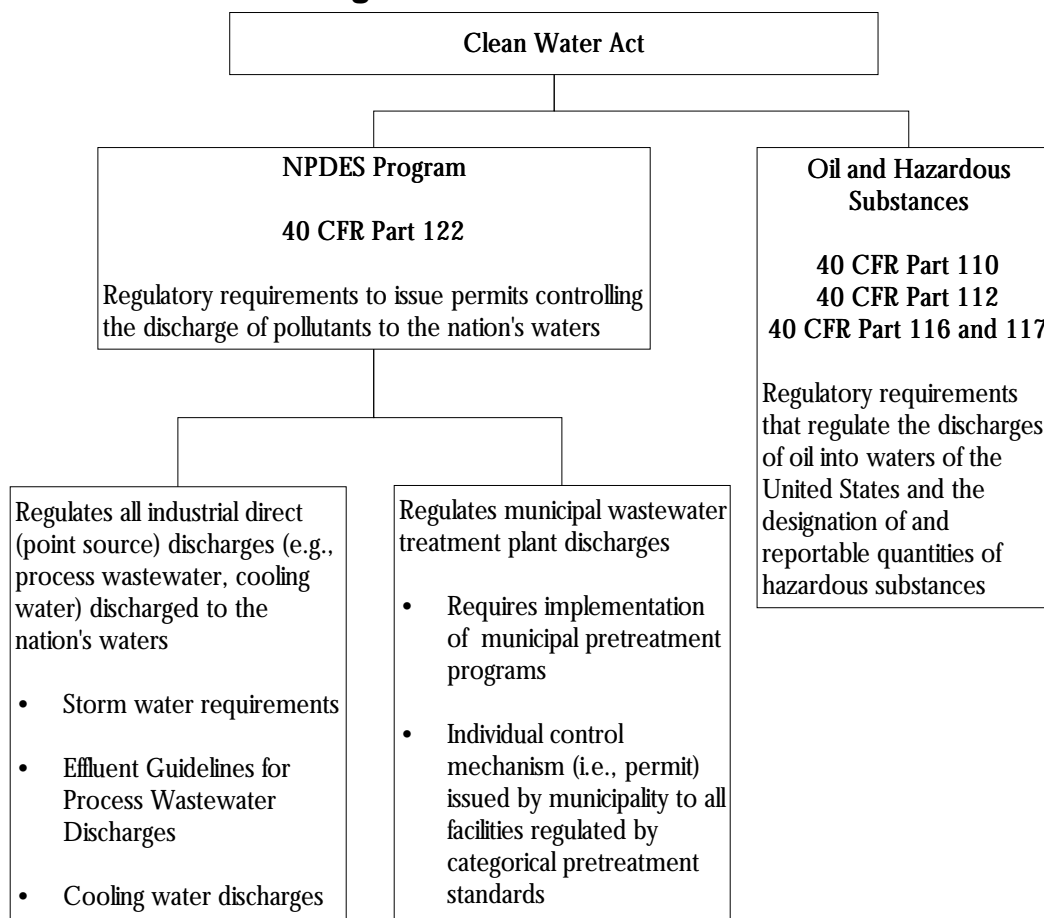 Clean Water Act
NPDES Program
40 CFR Part 122
Regulatory requirements to issue permits controlling
the discharge of pollutants to the nation's waters
Oil and Hazardous
Substances
40 CFR Part 110
40 CFR Part 112
40 CFR Part 116 and 117
Regulatory requirements
that regulate the discharges
of oil into waters of the
United States and the
designation of and
reportable quantities of
hazardous substances
Regulates all industrial direct
(point source) discharges (e.g.,
process wastewater, cooling
water) discharged to the
nation's waters
• Storm water requirements
• Effluent Guidelines for
Process Wastewater
Discharges
• Cooling water discharges
Regulates municipal wastewater
treatment plant discharges
• Requires implementation
of municipal pretreatment
programs
• Individual control
mechanism (i.e., permit)
issued by municipality to all
facilities regulated by
categorical pretreatment
standards